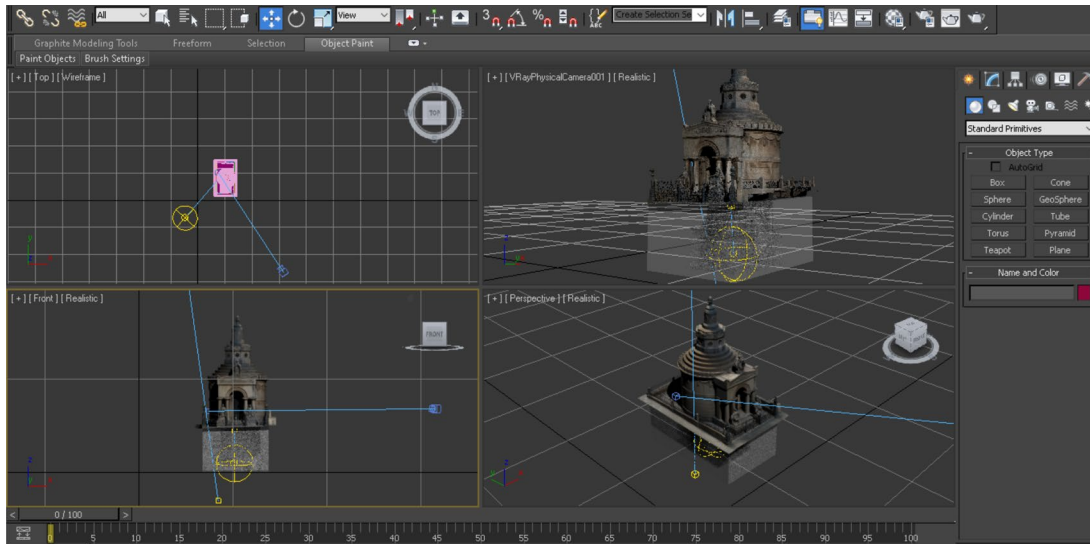 All
View
3
Create Selection Se
ABC
Graphite Modeling Tools Freeform Selection Object Paint
Paint Objects Brush Settings
[ + ] [ Top ] [ Wireframe ]
TOP
[ + ] [ VRayPhysicalCamera001 ] [ Realistic ]
[ + ] [ Front ] [ Realistic ]
FRONT
[ + ] [ Perspective ] [ Realistic ]
Standard Primitives
- Object Type
AutoGrid
Box Cone
Sphere GeoSphere
Cylinder Tube
Torus Pyramid
Teapot Plane
- Name and Color
< 0 / 100 >
0 5 10 15 20 25 30 35 40 45 50 55 60 65 70 75 80 85 90 95 100